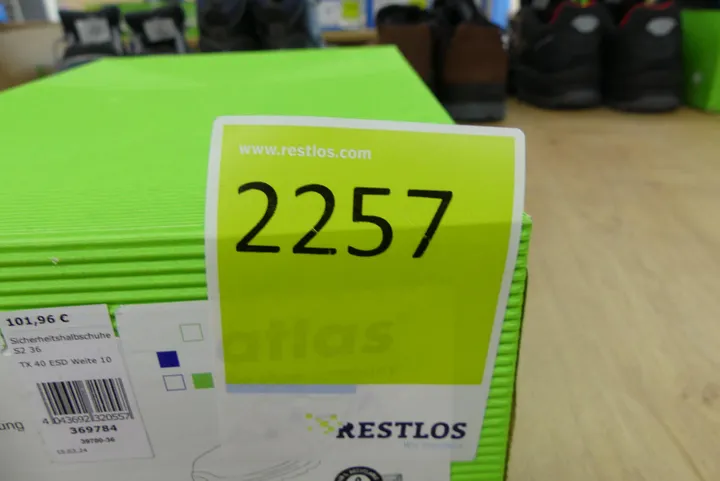 www.restlos.com
2257
101,96 €
Sicherheitshalbschuhe
S2 36
TX 40 ESD Weite 10
4 043692 320557
369784
39780-36
atlas
RESTLOS